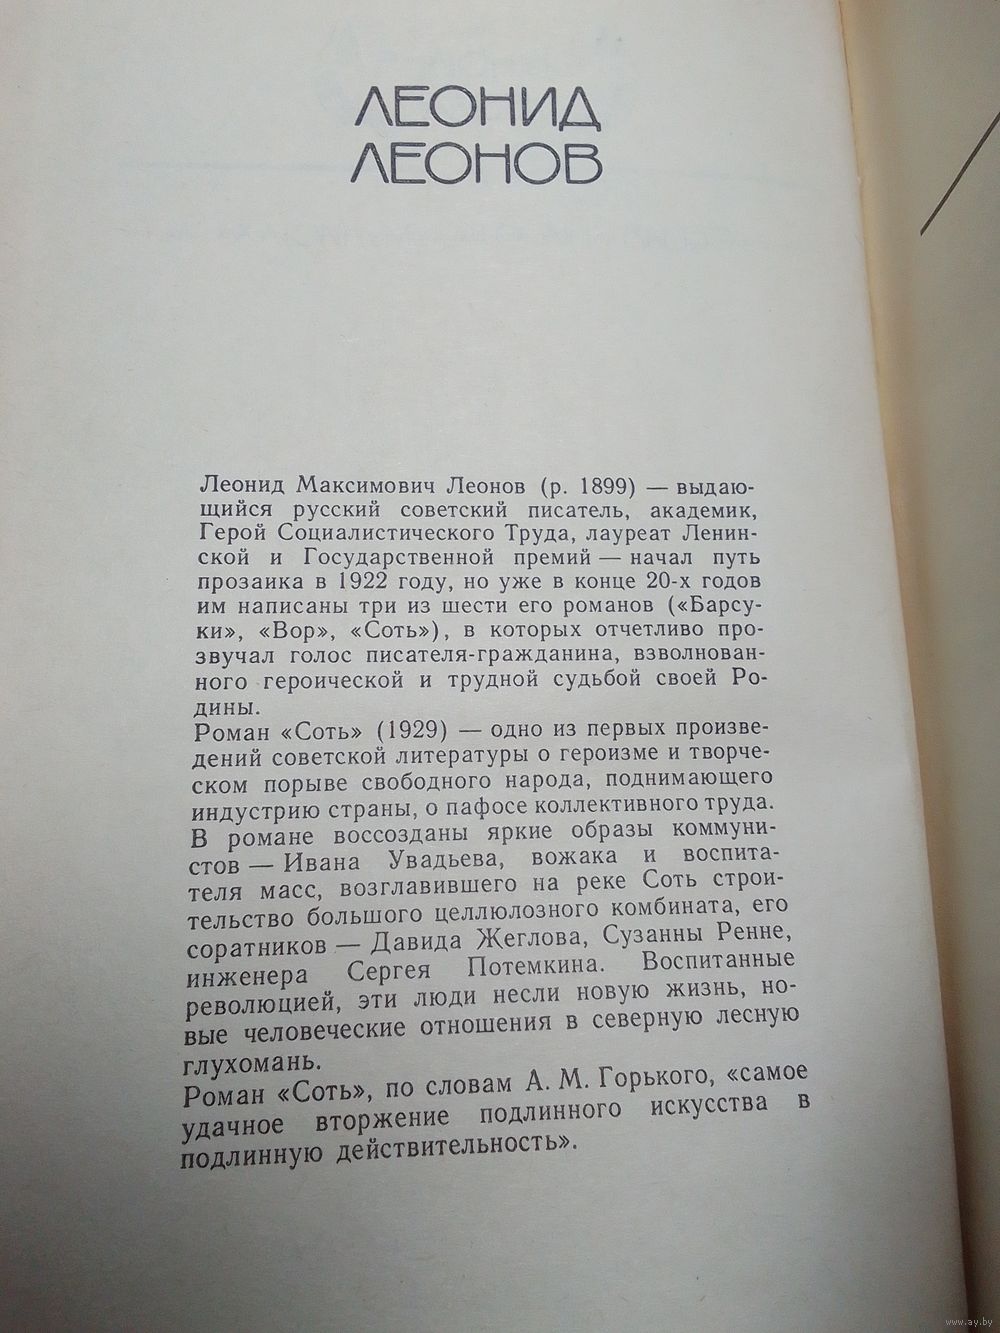 ЛЕОНИД
ЛЕОНОВ
Леонид Максимович Леонов (р. 1899) — выдаю-
щийся русский советский писатель, академик,
Герой Социалистического Труда, лауреат Ленин-
ской и Государственной премий — начал путь
прозаика в 1922 году, но уже в конце 20-х годов
им написаны три из шести его романов («Барсу-
ки», «Вор», «Соть»), в которых отчетливо про-
звучал голос писателя-гражданина, взволнован-
ного героической и трудной судьбой своей Ро-
дины.
Роман «Соть» (1929) — одно из первых произве-
дений советской литературы о героизме и творче-
ском порыве свободного народа, поднимающего
индустрию страны, о пафосе коллективного труда.
В романе воссозданы яркие образы коммуни-
стов — Ивана Увадьева, вожака и воспита-
теля масс, возглавившего на реке Соть строи-
тельство большого целлюлозного комбината, его
соратников — Давида Жеглова, Сузанны Ренне,
инженера Сергея Потемкина. Воспитанные
революцией, эти люди несли новую жизнь, но-
вые человеческие отношения в северную лесную
глухомань.
Роман «Соть», по словам А. М. Горького, «самое
удачное вторжение подлинного искусства в
подлинную действительность».
www.ay.by